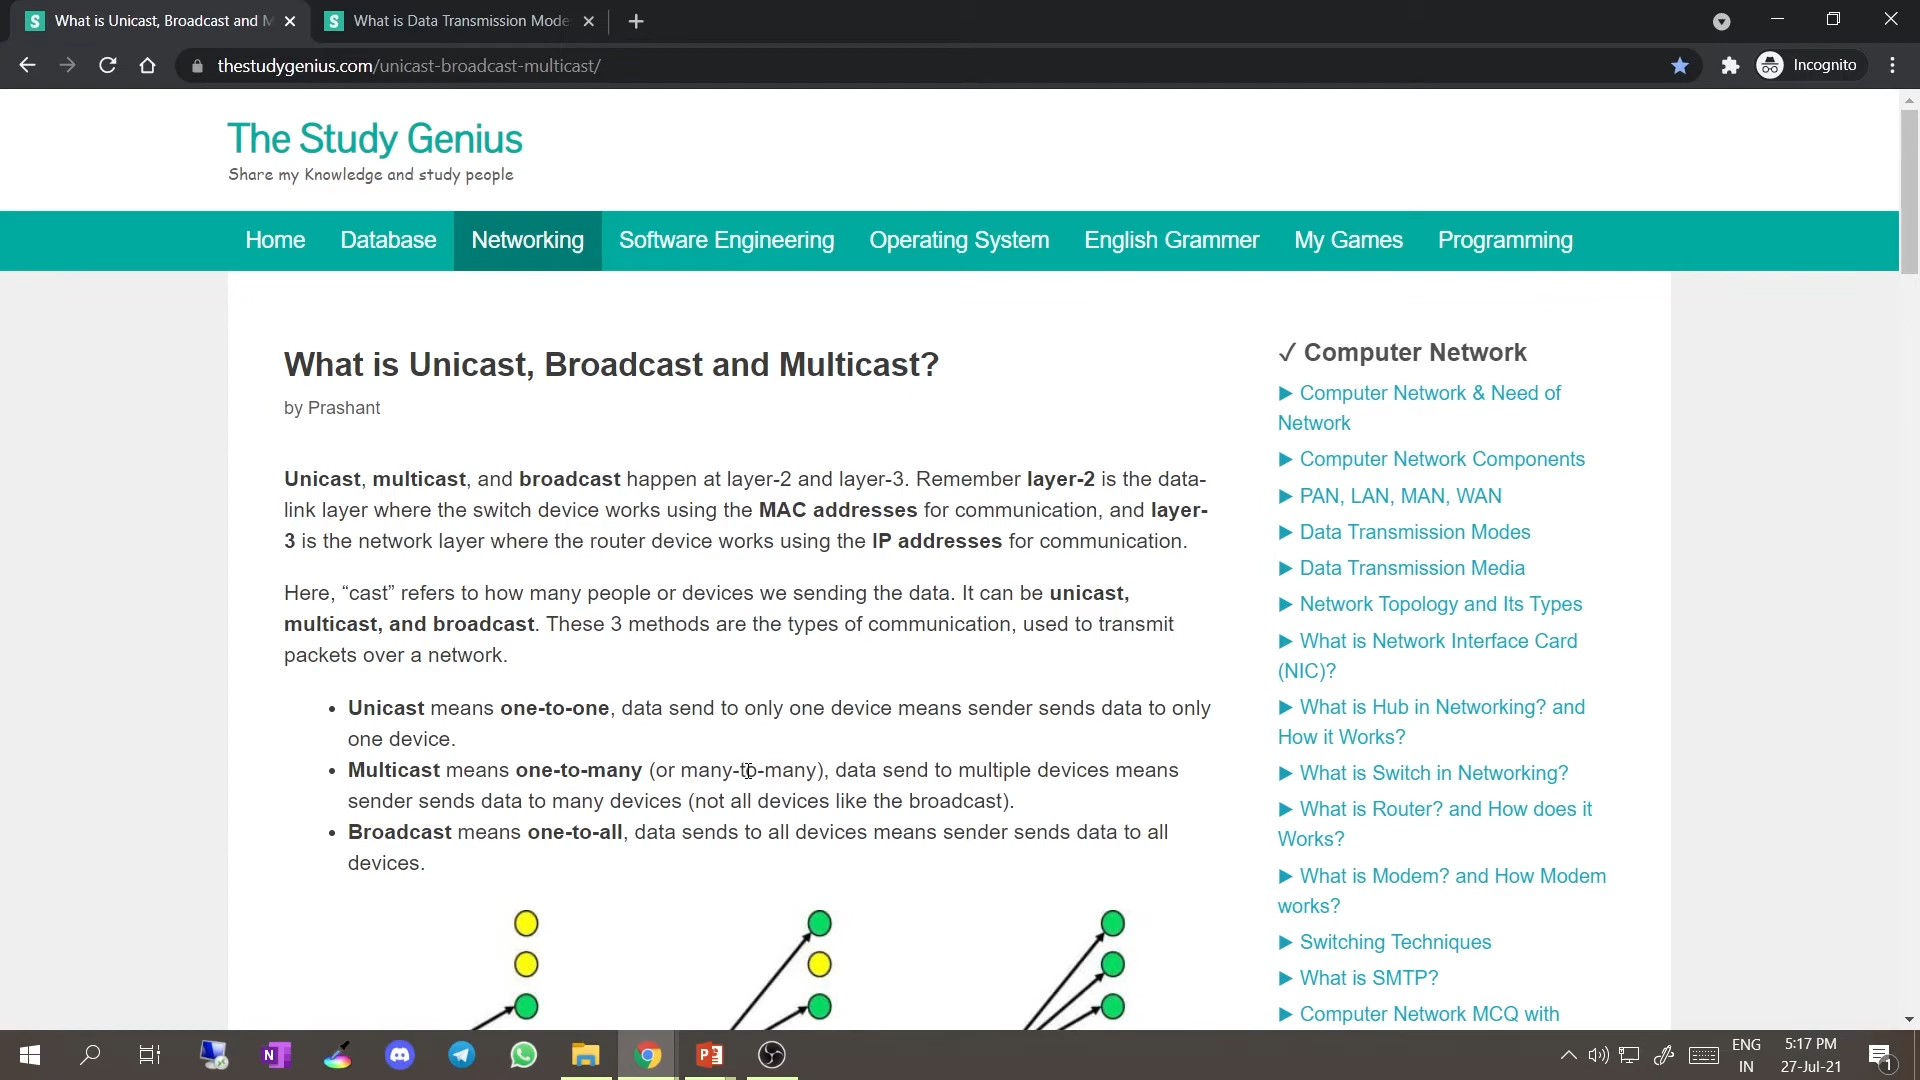 What is Unicast, Broadcast and M
What is Data Transmission Mode
thestudygenius.com/unicast-broadcast-multicast/
Incognito
The Study Genius
Share my Knowledge and study people
Home Database Networking Software Engineering Operating System English Grammer My Games Programming
What is Unicast, Broadcast and Multicast?
by Prashant
Unicast, multicast, and broadcast happen at layer-2 and layer-3. Remember layer-2 is the data-
link layer where the switch device works using the MAC addresses for communication, and layer-
3 is the network layer where the router device works using the IP addresses for communication.
Here, “cast” refers to how many people or devices we sending the data. It can be unicast,
multicast, and broadcast. These 3 methods are the types of communication, used to transmit
packets over a network.
• Unicast means one-to-one, data send to only one device means sender sends data to only
one device.
• Multicast means one-to-many (or many-to-many), data send to multiple devices means
sender sends data to many devices (not all devices like the broadcast).
• Broadcast means one-to-all, data sends to all devices means sender sends data to all
devices.
✓ Computer Network
► Computer Network & Need of
Network
► Computer Network Components
► PAN, LAN, MAN, WAN
► Data Transmission Modes
► Data Transmission Media
► Network Topology and Its Types
► What is Network Interface Card
(NIC)?
► What is Hub in Networking? and
How it Works?
► What is Switch in Networking?
► What is Router? and How does it
Works?
► What is Modem? and How Modem
works?
► Switching Techniques
► What is SMTP?
► Computer Network MCQ with
ENG
IN
5:17 PM
27-Jul-21
1